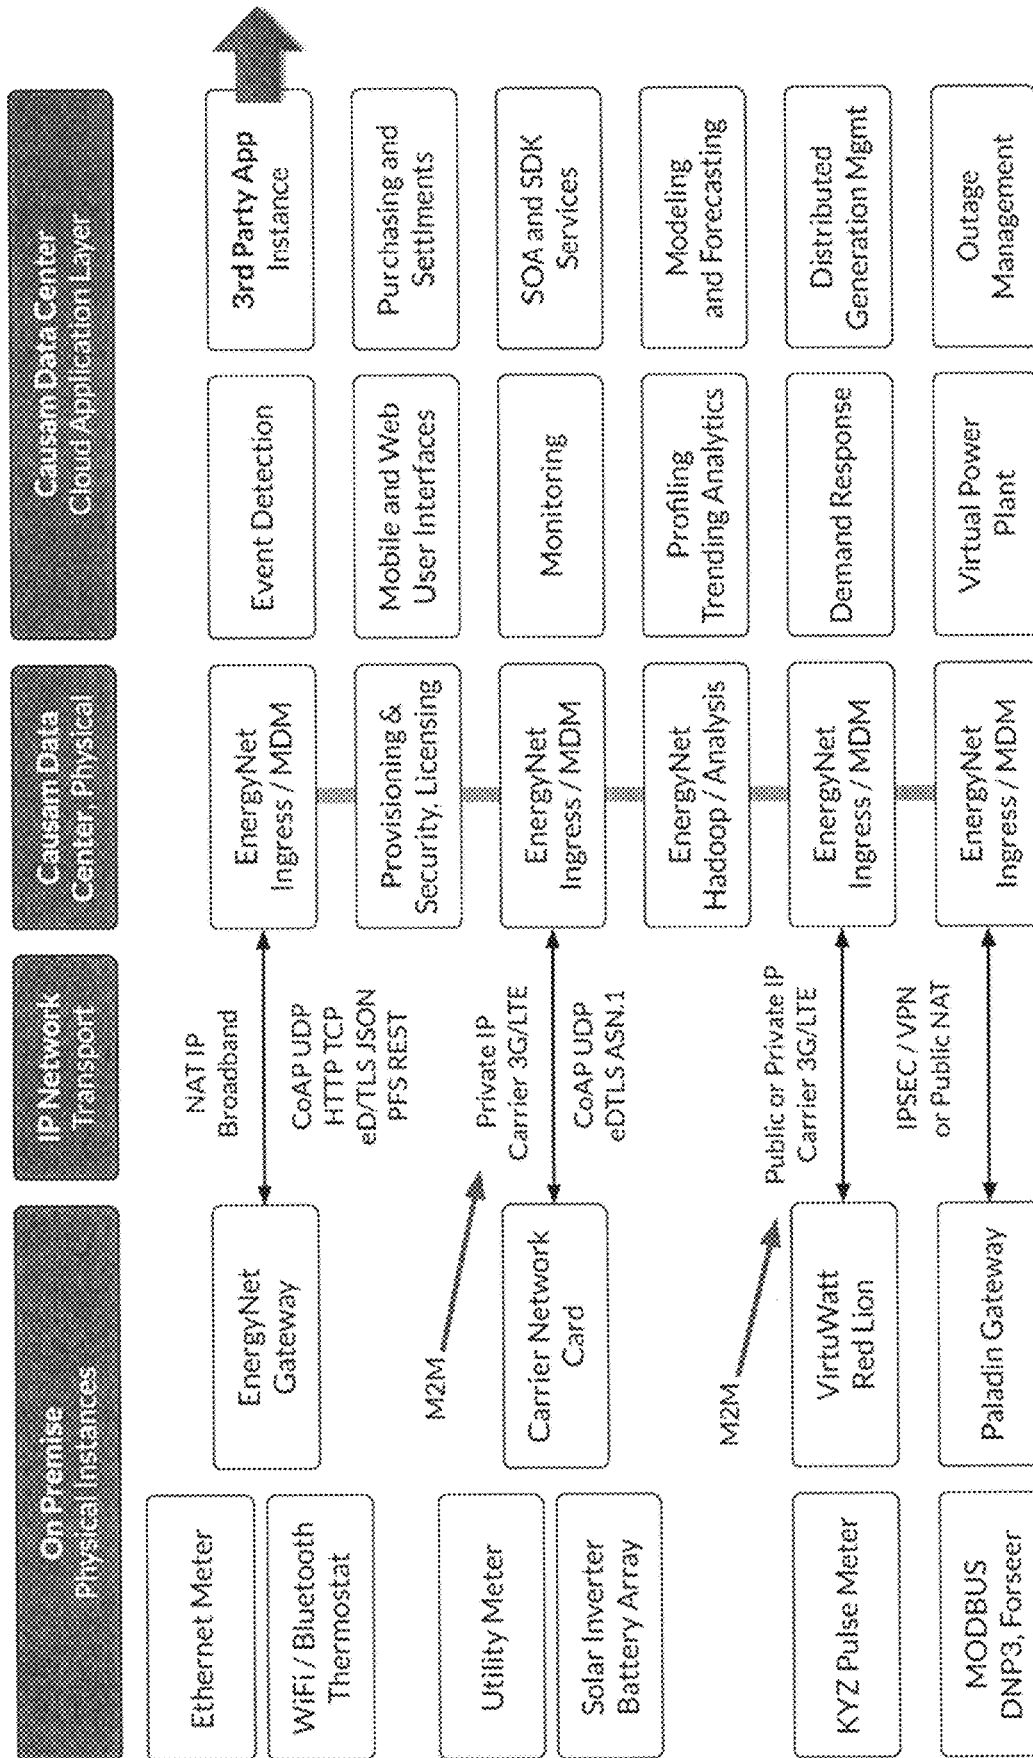 On Premise
Physical Instances
IP Nenwork
Transport
Causam Data
Center, Physical
Causam Data Center
Cloud Application Layer
Ethernet Meter
WiFi / Bluetooth
Thermostat
EnergyNet
Gateway
NAT IP
Broadband
CoAP UDP
HTTP TCP
eD/TLS JSON
PFS REST
EnergyNet
Ingress / MDM
Event Detection
3rd Party App
Instance
Provisioning &
Security, Licensing
Mobile and Web
User Interfaces
Purchasing and
Settlments
Utility Meter
Solar Inverter
Battery Array
M2M
Carrier Network
Card
Private IP
Carrier 3G/LTE
CoAP UDP
eDTLS ASN.1
EnergyNet
Ingress / MDM
Monitoring
SOA and SDK
Services
EnergyNet
Hadoop / Analysis
Profiling
Trending Analytics
Modeling
and Forecasting
KYZ Pulse Meter
M2M
VirtuWatt
Red Lion
Public or Private IP
Carrier 3G/LTE
EnergyNet
Ingress / MDM
Demand Response
Distributed
Generation Mgmt
MODBUS
DNP3, Forseer
Paladin Gateway
IPSEC / VPN
or Public NAT
EnergyNet
Ingress / MDM
Virtual Power
Plant
Outage
Management